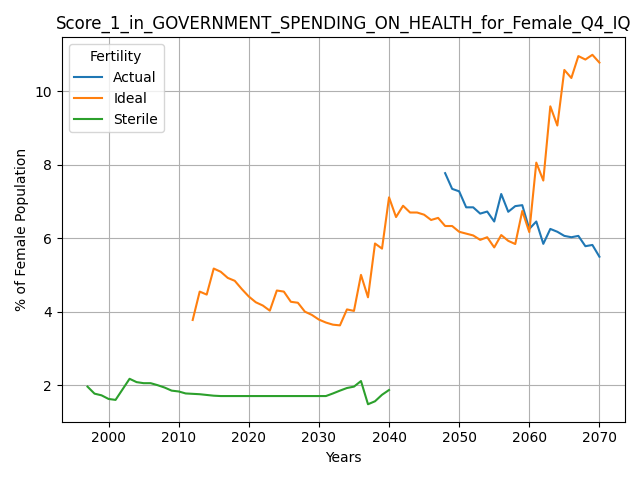 Score_1_in_GOVERNMENT_SPENDING_ON_HEALTH_for_Female_Q4_IQ
Fertility
Actual
Ideal
Sterile
% of Female Population
10
8
6
4
2
2000 2010 2020 2030 2040 2050 2060 2070
Years